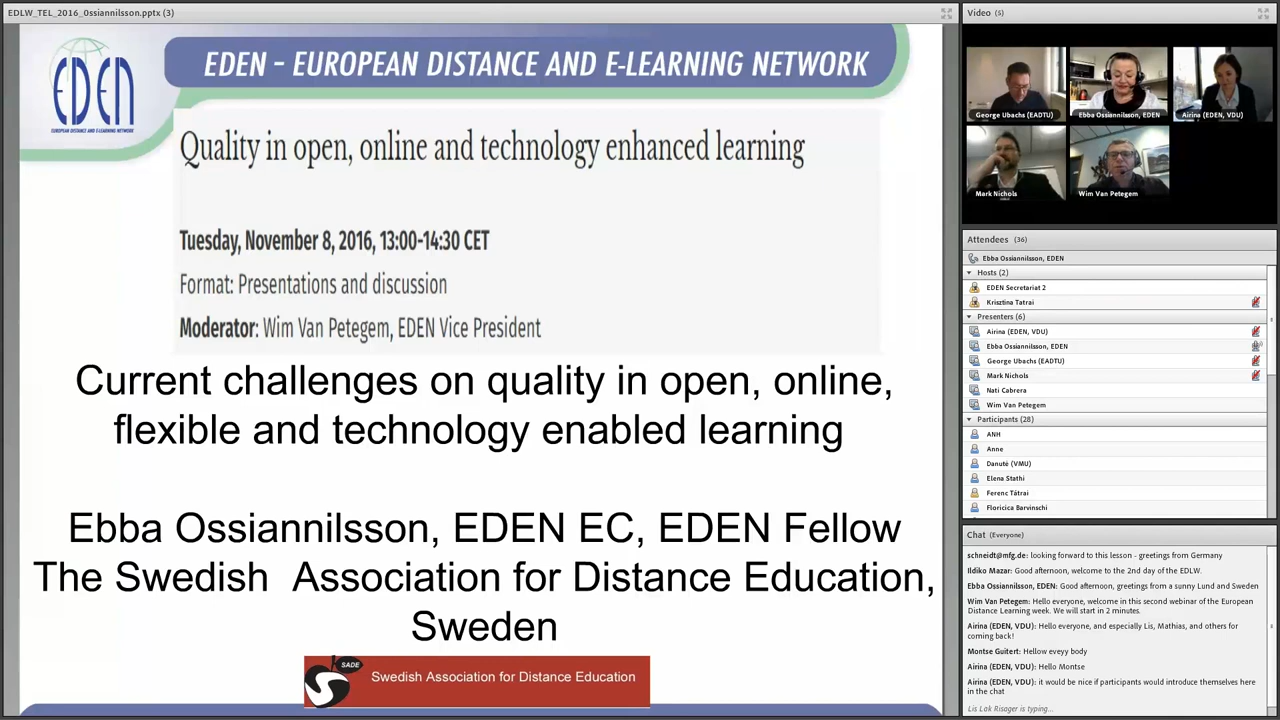 EDLW_TEL_2016_Ossiannilsson.pptx (3)
EDEN
EUROPEAN DISTANCE AND E-LEARNING NETWORK
EDEN – EUROPEAN DISTANCE AND E-LEARNING NETWORK
Quality in open, online and technology enhanced learning
Tuesday, November 8, 2016, 13:00-14:30 CET
Format: Presentations and discussion
Moderator: Wim Van Petegem, EDEN Vice President
Current challenges on quality in open, online,
flexible and technology enabled learning
Ebba Ossiannilsson, EDEN EC, EDEN Fellow
The Swedish Association for Distance Education,
Sweden
SADE
Swedish Association for Distance Education
Video (5)
George Ubachs (EADTU)
Ebba Ossiannilsson, EDEN
Airina (EDEN, VDU)
Mark Nichols
Wim Van Petegem
Attendees (36)
Ebba Ossiannilsson, EDEN
Hosts (2)
EDEN Secretariat 2
Krisztina Tatrai
Presenters (6)
Airina (EDEN, VDU)
Ebba Ossiannilsson, EDEN
George Ubachs (EADTU)
Mark Nichols
Nati Cabrera
Wim Van Petegem
Participants (28)
ANH
Anne
Danutė (VMU)
Elena Stathi
Ferenc Tátrai
Floricica Barvinschi
Chat (Everyone)
schneidt@mfg.de: looking forward to this lesson - greetings from Germany
Ildiko Mazar: Good afternoon, welcome to the 2nd day of the EDLW.
Ebba Ossiannilsson, EDEN: Good afternoon, greetings from a sunny Lund and Sweden
Wim Van Petegem: Hello everyone, welcome in this second webinar of the European
Distance Learning week. We will start in 2 minutes.
Airina (EDEN, VDU): Hello everyone, and especially Lis, Mathias, and others for
coming back!
Montse Guitert: Hellow eveyy body
Airina (EDEN, VDU): Hello Montse
Airina (EDEN, VDU): it would be nice if participants would introduce themselves here
in the chat
Lis Lak Risager is typing...